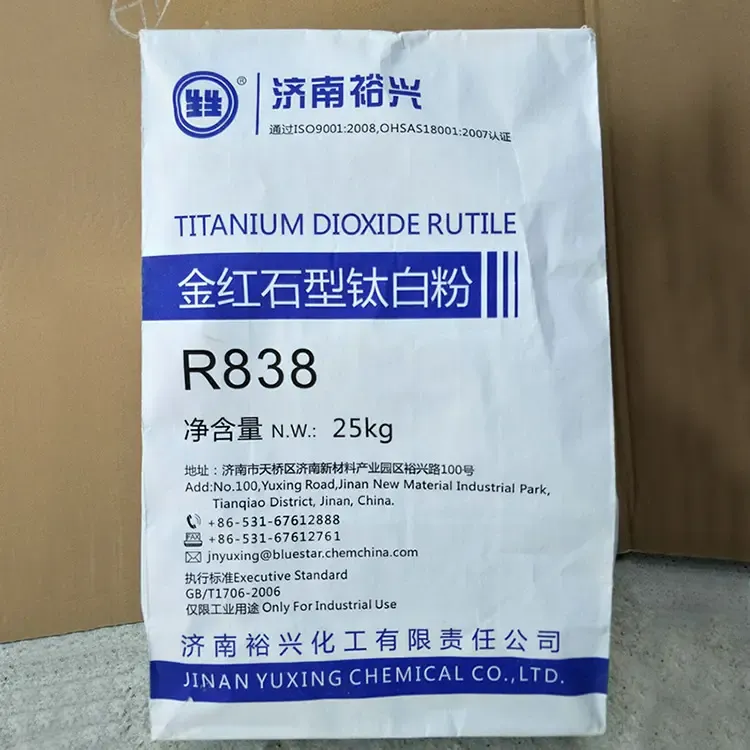 ®
济南裕兴
通过ISO9001:2008,OHSAS18001:2007认证
TITANIUM DIOXIDE RUTILE
金红石型钛白粉
R838
净含量 N.W.: 25kg
地址: 济南市天桥区济南新材料产业园区裕兴路100号
Add:No.100,Yuxing Road,Jinan New Material Industrial Park,
Tianqiao District, Jinan, China.
+86-531-67612888
FAX +86-531-67612761
jnyuxing@bluestar.chemchina.com
执行标准Executive Standard
GB/T1706-2006
仅限工业用途 Only For Industrial Use
济南裕兴化工有限责任公司
JINAN YUXING CHEMICAL CO.,LTD.